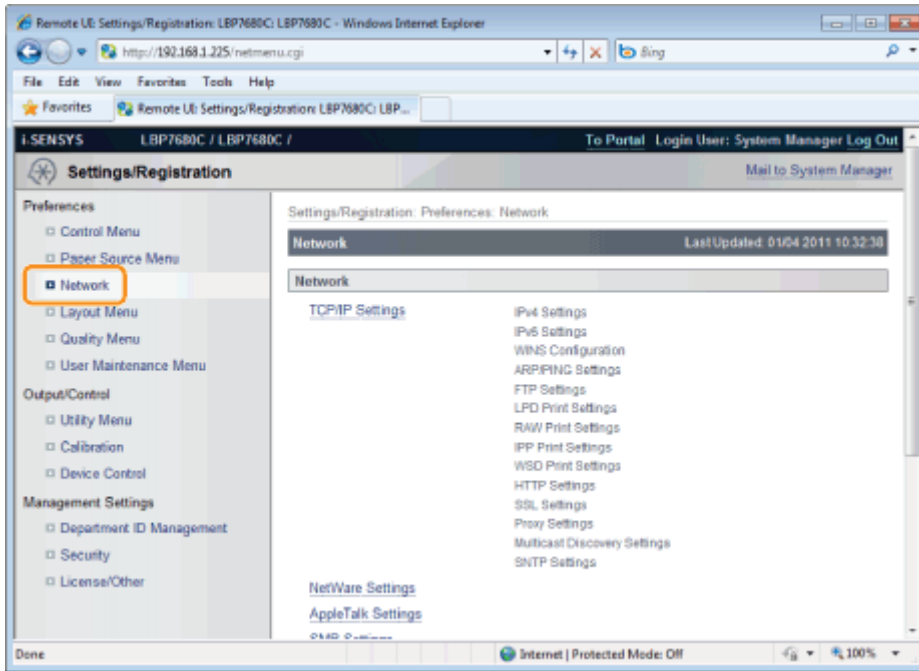 Remote UI: Settings/Registration: LBP7680C: LBP7680C - Windows Internet Explorer
http://192.168.1.225/netmenu.cgi
Bing
File Edit View Favorites Tools Help
Favorites
Remote UI: Settings/Registration: LBP7680C: LBP...
i-SENSYS LBP7680C / LBP7680C / To Portal Login User: System Manager Log Out
Settings/Registration Mail to System Manager
Preferences
Control Menu
Paper Source Menu
Network
Layout Menu
Quality Menu
User Maintenance Menu
Output/Control
Utility Menu
Calibration
Device Control
Management Settings
Department ID Management
Security
License/Other
Settings/Registration: Preferences: Network
Network Last Updated: 01/04 2011 10:32:38
Network
TCP/IP Settings
IPv4 Settings
IPv6 Settings
WINS Configuration
ARP/PING Settings
FTP Settings
LPD Print Settings
RAW Print Settings
IPP Print Settings
WSD Print Settings
HTTP Settings
SSL Settings
Proxy Settings
Multicast Discovery Settings
SNTP Settings
NetWare Settings
AppleTalk Settings
SMB Settings
Done Internet | Protected Mode: Off 100%